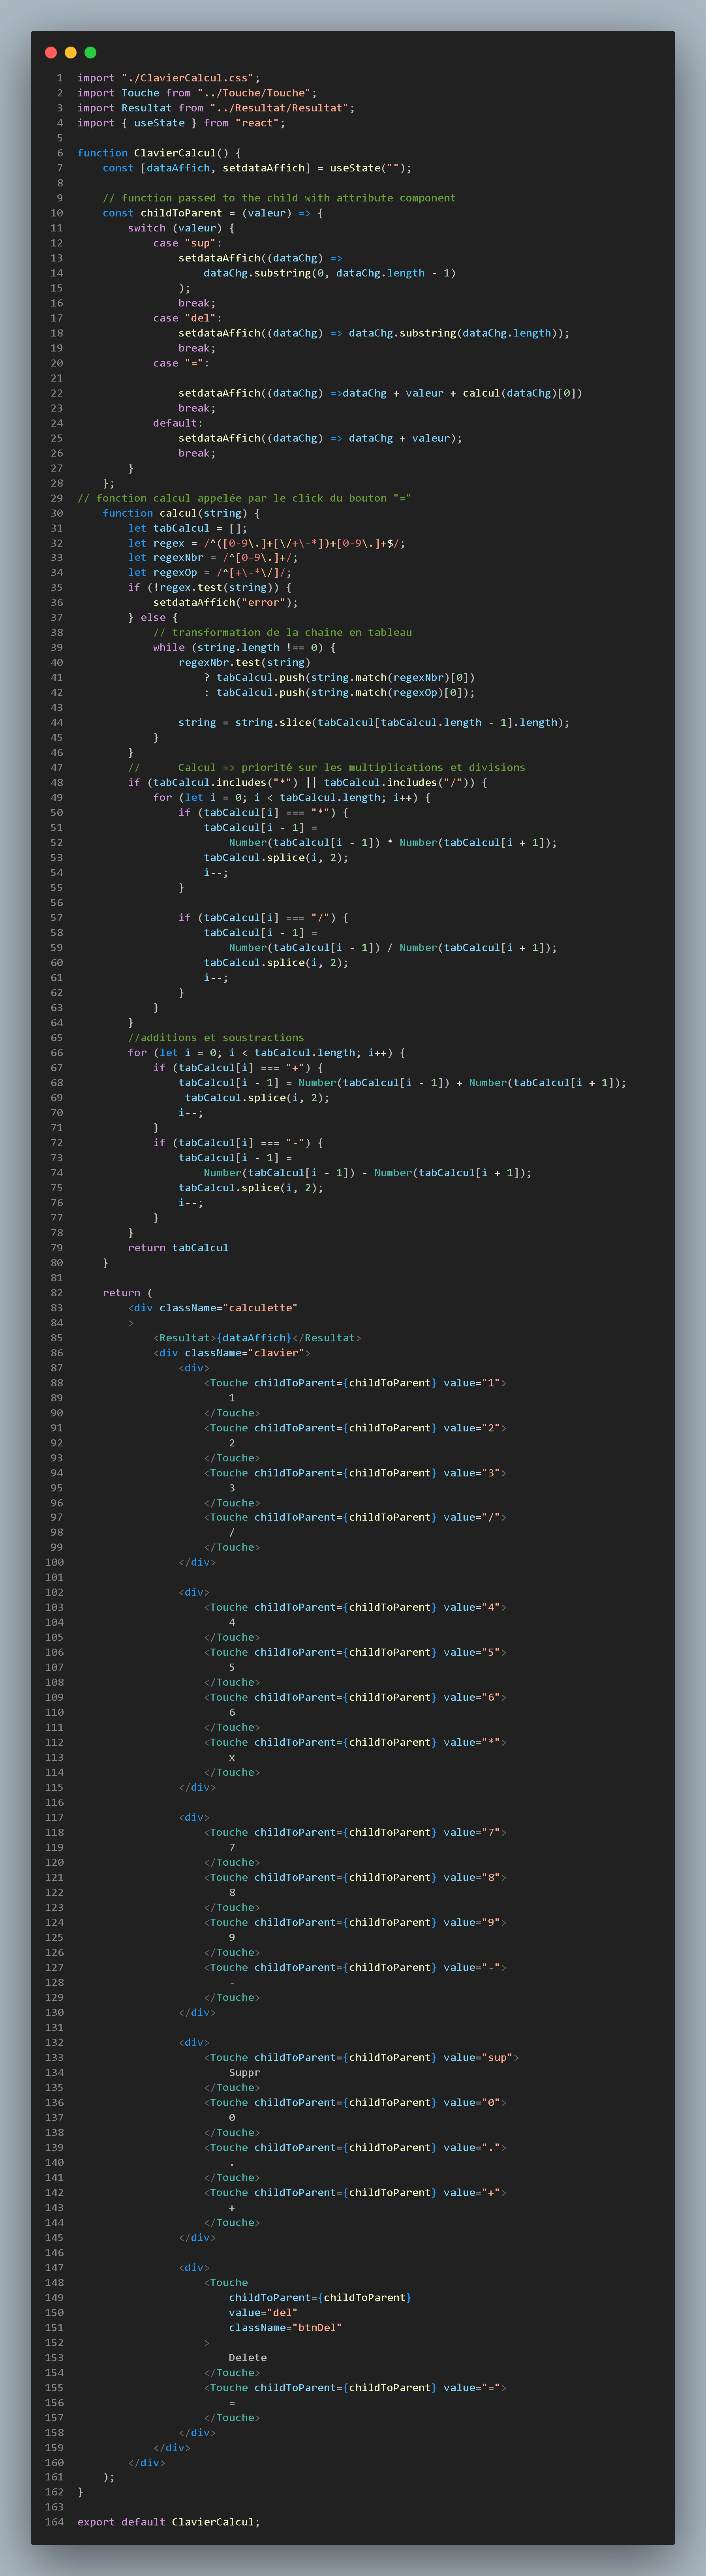 1 import "./ClavierCalcul.css";
2 import Touche from "../Touche/Touche";
3 import Resultat from "../Resultat/Resultat";
4 import { useState } from "react";
5
6 function ClavierCalcul() {
7     const [dataAffich, setdataAffich] = useState("");
8
9     // function passed to the child with attribute component
10     const childToParent = (valeur) => {
11         switch (valeur) {
12             case "sup":
13                 setdataAffich((dataChg) =>
14                     dataChg.substring(0, dataChg.length - 1)
15                 );
16                 break;
17             case "del":
18                 setdataAffich((dataChg) => dataChg.substring(dataChg.length));
19                 break;
20             case "=":
21
22                 setdataAffich((dataChg) =>dataChg + valeur + calcul(dataChg)[0])
23                 break;
24             default:
25                 setdataAffich((dataChg) => dataChg + valeur);
26                 break;
27         }
28     };
29 // fonction calcul appelée par le click du bouton "="
30     function calcul(string) {
31         let tabCalcul = [];
32         let regex = /^([0-9\.]+[\/+\-*])+[0-9\.]+$/;
33         let regexNbr = /^[0-9\.]+/;
34         let regexOp = /^[+\-*\/]/;
35         if (!regex.test(string)) {
36             setdataAffich("error");
37         } else {
38             // transformation de la chaine en tableau
39             while (string.length !== 0) {
40                 regexNbr.test(string)
41                     ? tabCalcul.push(string.match(regexNbr)[0])
42                     : tabCalcul.push(string.match(regexOp)[0]);
43
44                 string = string.slice(tabCalcul[tabCalcul.length - 1].length);
45             }
46         }
47         //      Calcul => priorité sur les multiplications et divisions
48         if (tabCalcul.includes("*") || tabCalcul.includes("/")) {
49             for (let i = 0; i < tabCalcul.length; i++) {
50                 if (tabCalcul[i] === "*") {
51                     tabCalcul[i - 1] =
52                         Number(tabCalcul[i - 1]) * Number(tabCalcul[i + 1]);
53                     tabCalcul.splice(i, 2);
54                     i--;
55                 }
56
57                 if (tabCalcul[i] === "/") {
58                     tabCalcul[i - 1] =
59                         Number(tabCalcul[i - 1]) / Number(tabCalcul[i + 1]);
60                     tabCalcul.splice(i, 2);
61                     i--;
62                 }
63             }
64         }
65         //additions et soustractions
66         for (let i = 0; i < tabCalcul.length; i++) {
67             if (tabCalcul[i] === "+") {
68                 tabCalcul[i - 1] = Number(tabCalcul[i - 1]) + Number(tabCalcul[i + 1]);
69                  tabCalcul.splice(i, 2);
70                 i--;
71             }
72             if (tabCalcul[i] === "-") {
73                 tabCalcul[i - 1] =
74                     Number(tabCalcul[i - 1]) - Number(tabCalcul[i + 1]);
75                 tabCalcul.splice(i, 2);
76                 i--;
77             }
78         }
79         return tabCalcul
80     }
81
82     return (
83         <div className="calculette"
84         >
85             <Resultat>{dataAffich}</Resultat>
86             <div className="clavier">
87                 <div>
88                     <Touche childToParent={childToParent} value="1">
89                         1
90                     </Touche>
91                     <Touche childToParent={childToParent} value="2">
92                         2
93                     </Touche>
94                     <Touche childToParent={childToParent} value="3">
95                         3
96                     </Touche>
97                     <Touche childToParent={childToParent} value="/">
98                         /
99                     </Touche>
100                 </div>
101
102                 <div>
103                     <Touche childToParent={childToParent} value="4">
104                         4
105                     </Touche>
106                     <Touche childToParent={childToParent} value="5">
107                         5
108                     </Touche>
109                     <Touche childToParent={childToParent} value="6">
110                         6
111                     </Touche>
112                     <Touche childToParent={childToParent} value="*">
113                         x
114                     </Touche>
115                 </div>
116
117                 <div>
118                     <Touche childToParent={childToParent} value="7">
119                         7
120                     </Touche>
121                     <Touche childToParent={childToParent} value="8">
122                         8
123                     </Touche>
124                     <Touche childToParent={childToParent} value="9">
125                         9
126                     </Touche>
127                     <Touche childToParent={childToParent} value="-">
128                         -
129                     </Touche>
130                 </div>
131
132                 <div>
133                     <Touche childToParent={childToParent} value="sup">
134                         Suppr
135                     </Touche>
136                     <Touche childToParent={childToParent} value="0">
137                         0
138                     </Touche>
139                     <Touche childToParent={childToParent} value=".">
140                         .
141                     </Touche>
142                     <Touche childToParent={childToParent} value="+">
143                         +
144                     </Touche>
145                 </div>
146
147                 <div>
148                     <Touche
149                         childToParent={childToParent}
150                         value="del"
151                         className="btnDel"
152                     >
153                         Delete
154                     </Touche>
155                     <Touche childToParent={childToParent} value="=">
156                         =
157                     </Touche>
158                 </div>
159             </div>
160         </div>
161     );
162 }
163
164 export default ClavierCalcul;